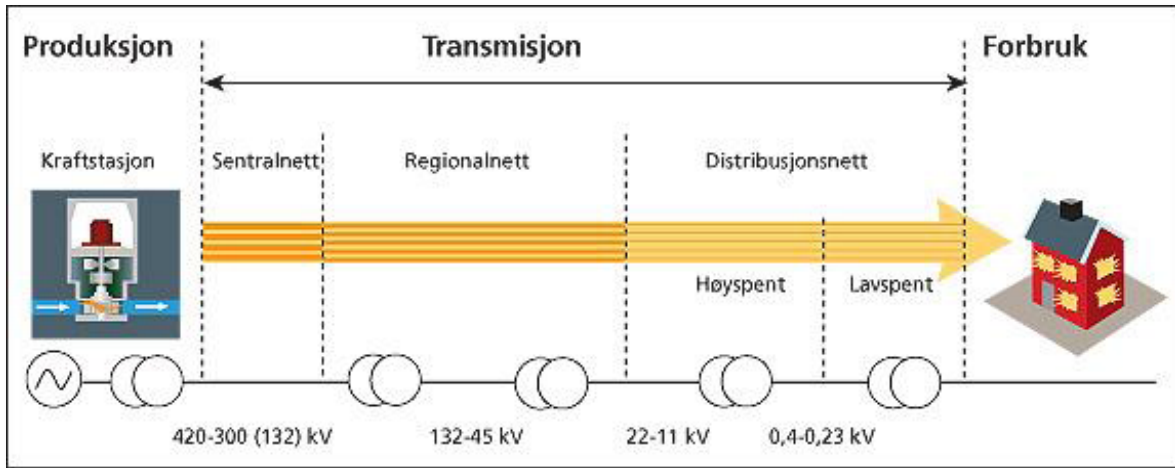 Produksjon
Transmisjon
Forbruk
Kraftstasjon
Sentralnett
Regionalnett
Distribusjonsnett
Høyspent
Lavspent
420-300 (132) kV
132-45 kV
22-11 kV
0,4-0,23 kV